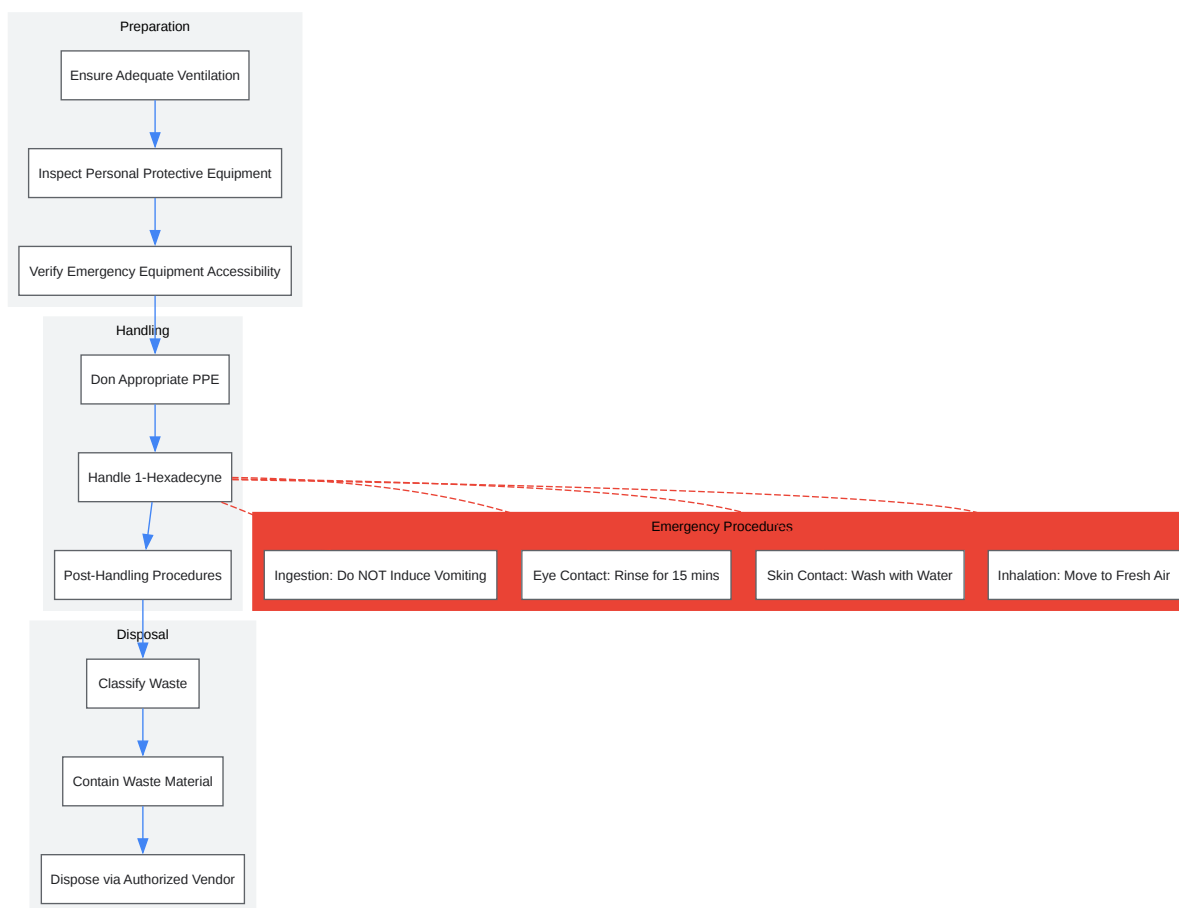 Preparation
Ensure Adequate Ventilation
Inspect Personal Protective Equipment
Verify Emergency Equipment Accessibility
Handling
Don Appropriate PPE
Handle 1-Hexadecyne
Post-Handling Procedures
Emergency Procedures
Ingestion: Do NOT Induce Vomiting
Eye Contact: Rinse for 15 mins
Skin Contact: Wash with Water
Inhalation: Move to Fresh Air
Disposal
Classify Waste
Contain Waste Material
Dispose via Authorized Vendor